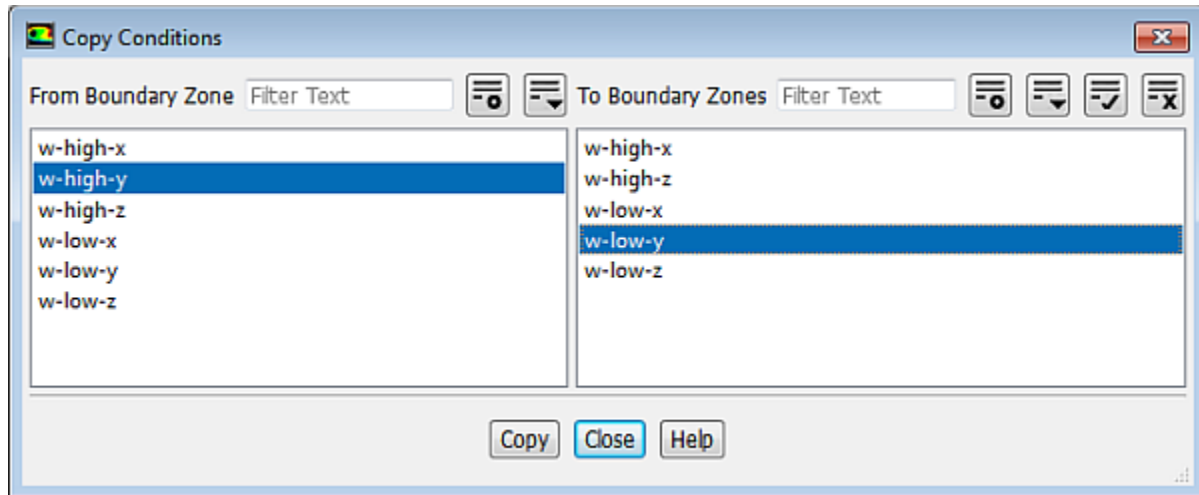 Copy Conditions
From Boundary Zone Filter Text To Boundary Zones Filter Text
w-high-x
w-high-y
w-high-z
w-low-x
w-low-y
w-low-z
w-high-x
w-high-z
w-low-x
w-low-y
w-low-z
Copy Close Help